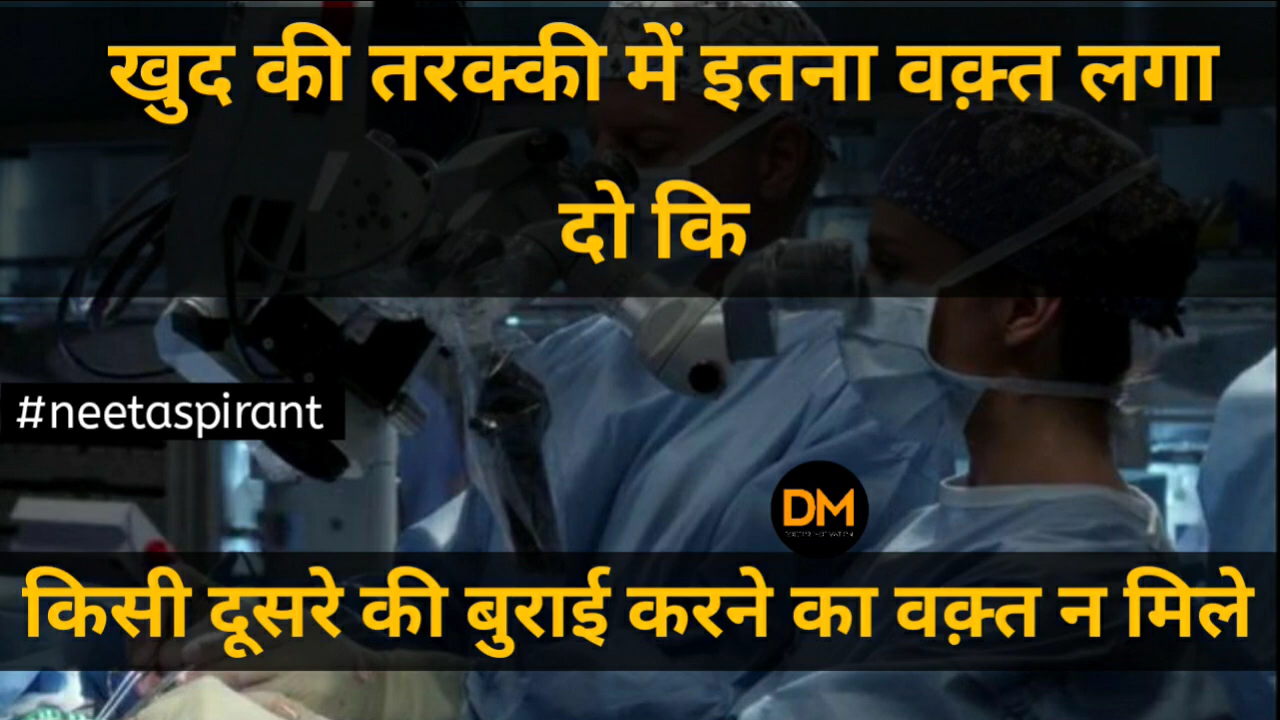 खुद की तरक्की में इतना वक़्त लगा
दो कि
#neetaspirant
DM
किसी दूसरे की बुराई करने का वक़्त न मिले